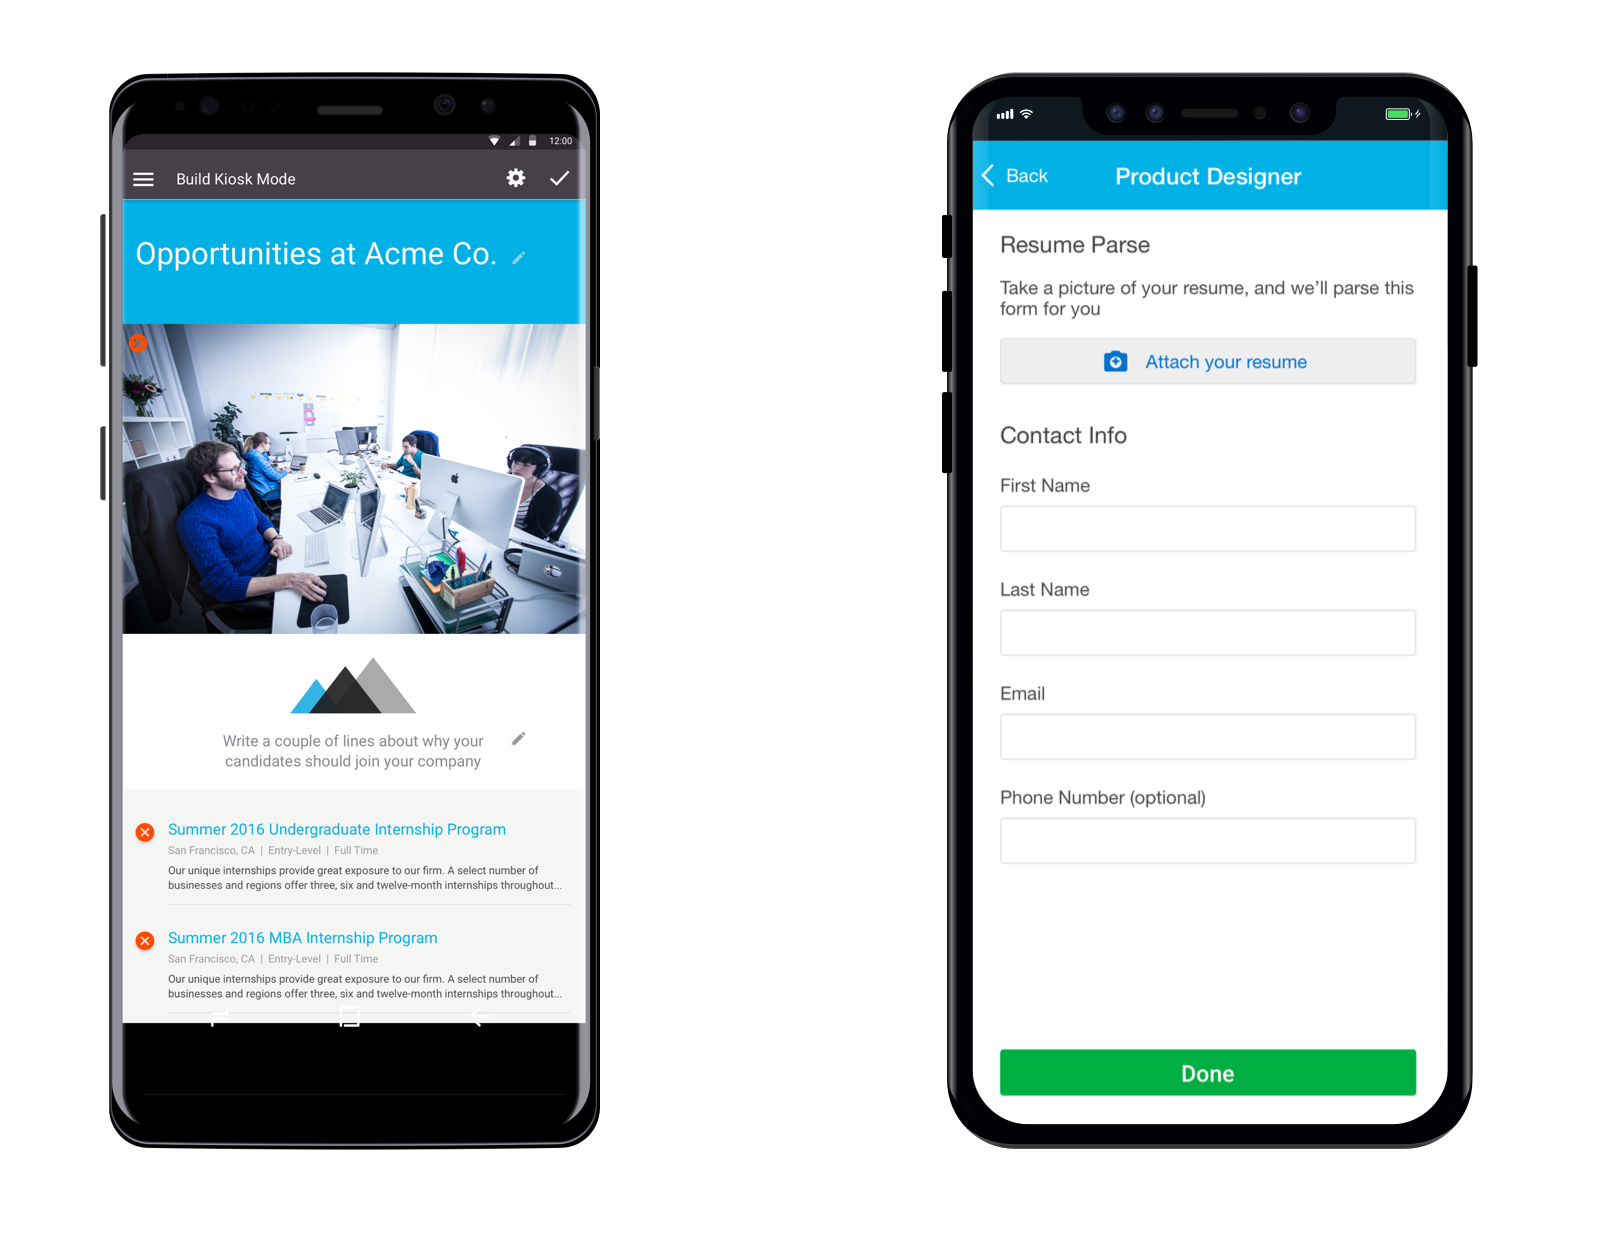 12:00
Build Kiosk Mode
Opportunities at Acme Co.
Write a couple of lines about why your
candidates should join your company
Summer 2016 Undergraduate Internship Program
San Francisco, CA | Entry-Level | Full Time
Our unique internships provide great exposure to our firm. A select number of
businesses and regions offer three, six and twelve-month internships throughout...
Summer 2016 MBA Internship Program
San Francisco, CA | Entry-Level | Full Time
Our unique internships provide great exposure to our firm. A select number of
businesses and regions offer three, six and twelve-month internships throughout...
Back
Product Designer
Resume Parse
Take a picture of your resume, and we’ll parse this
form for you
Attach your resume
Contact Info
First Name
Last Name
Email
Phone Number (optional)
Done